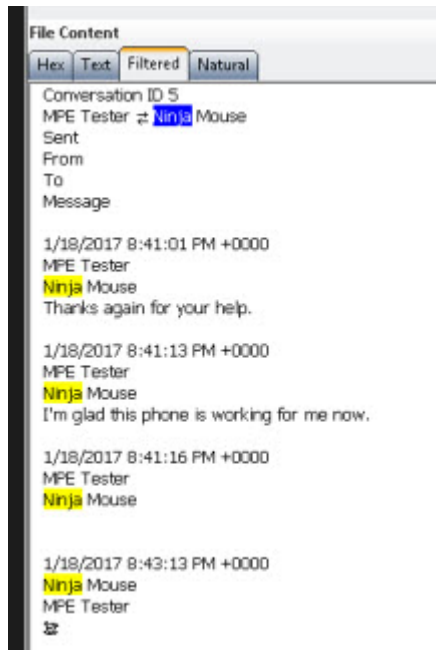 File Content
Hex Text Filtered Natural
Conversation ID 5
MPE Tester ⇄ Ninja Mouse
Sent
From
To
Message
1/18/2017 8:41:01 PM +0000
MPE Tester
Ninja Mouse
Thanks again for your help.
1/18/2017 8:41:13 PM +0000
MPE Tester
Ninja Mouse
I'm glad this phone is working for me now.
1/18/2017 8:41:16 PM +0000
MPE Tester
Ninja Mouse
1/18/2017 8:43:13 PM +0000
Ninja Mouse
MPE Tester